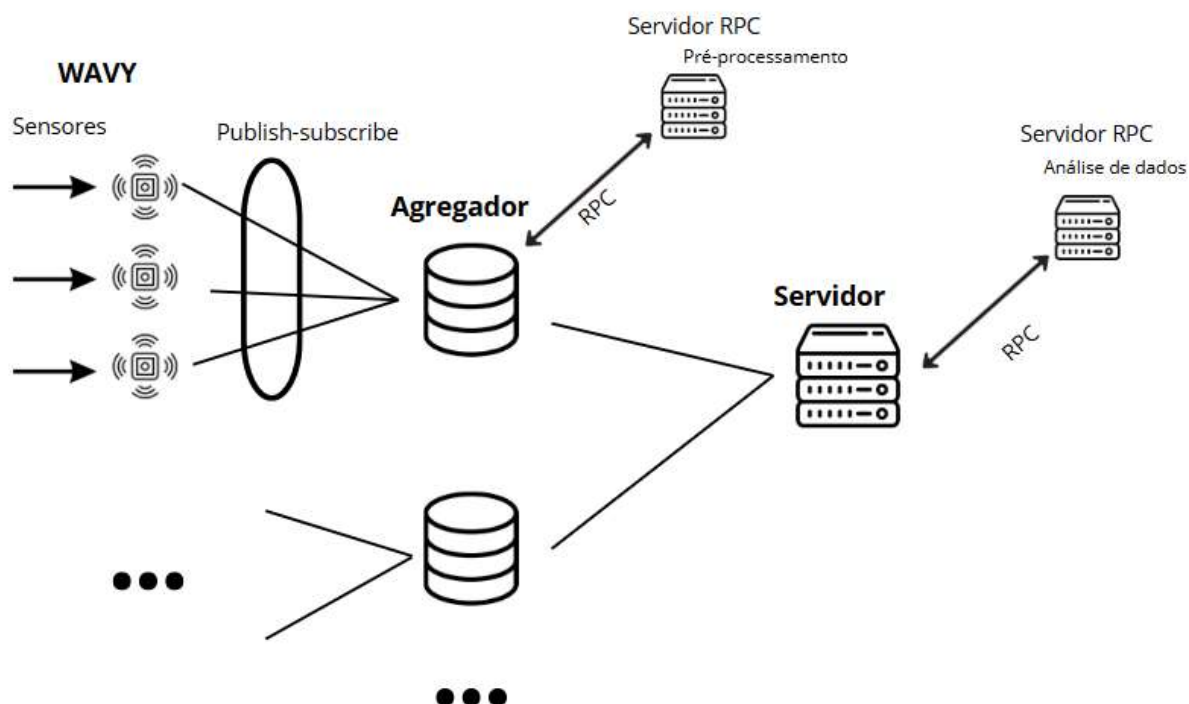 Servidor RPC
Pré-processamento
WAVY
Sensores
Publish-subscribe
Servidor RPC
Análise de dados
Agregador
RPC
Servidor
RPC